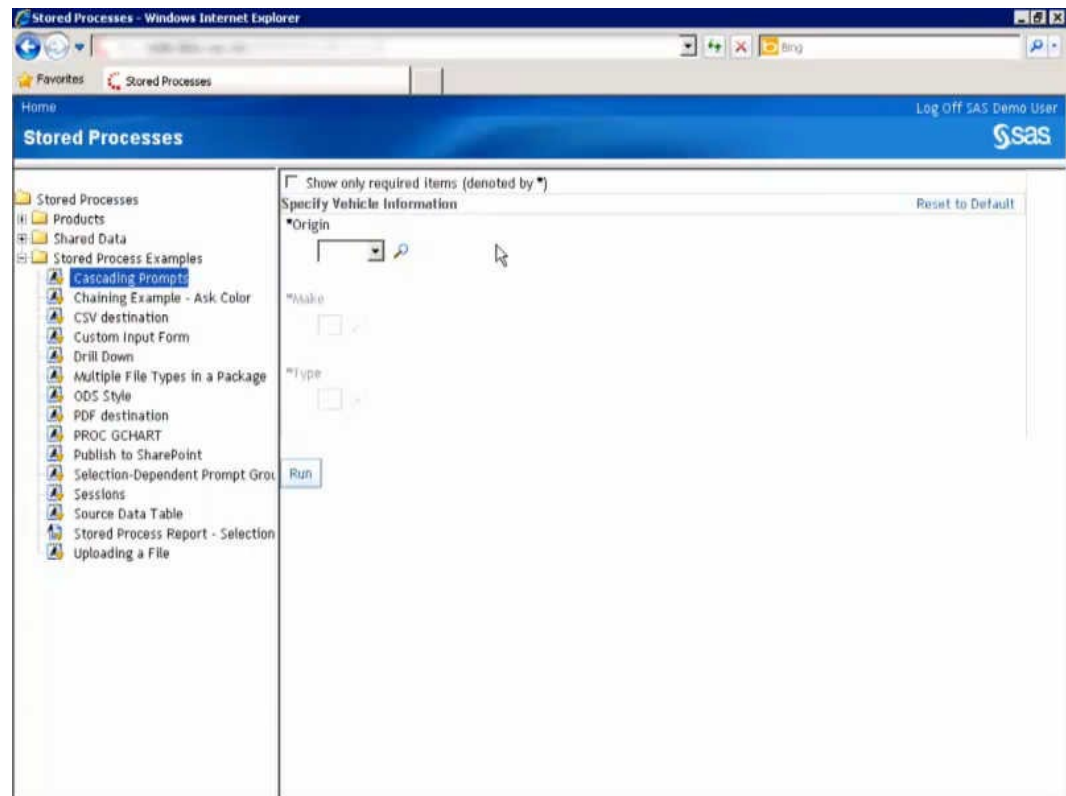 Stored Processes - Windows Internet Explorer
Bing
Favorites
Stored Processes
Home
Log Off SAS Demo User
Stored Processes
sas
Stored Processes
Products
Shared Data
Stored Process Examples
Cascading Prompts
Chaining Example - Ask Color
CSV destination
Custom Input Form
Drill Down
Multiple File Types in a Package
ODS Style
PDF destination
PROC GCHART
Publish to SharePoint
Selection-Dependent Prompt Grou
Sessions
Source Data Table
Stored Process Report - Selection
Uploading a File
Show only required items (denoted by *)
Specify Vehicle Information
Reset to Default
*Origin
*Make
*Type
Run